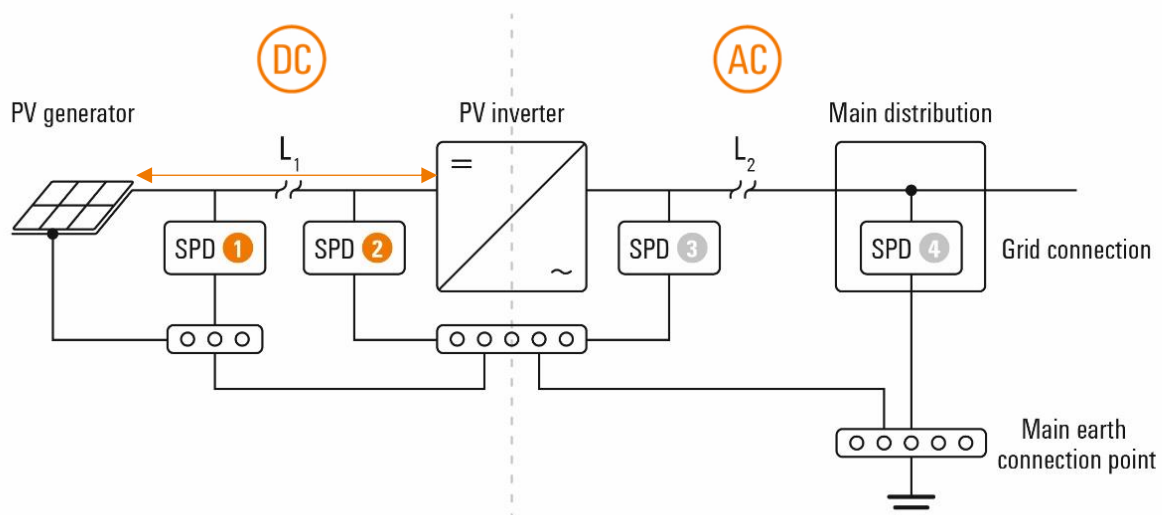 DC
AC
PV generator
PV inverter
Main distribution
L1
L2
SPD 1
SPD 2
SPD 3
SPD 4
Grid connection
Main earth
connection point